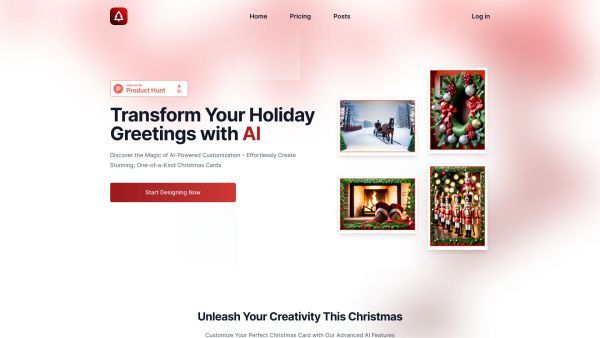 Home
Pricing
Posts
Log in
Product Hunt
Transform Your Holiday
Greetings with AI
Discover the Magic of AI-Powered Customization – Effortlessly Create
Stunning, One-of-a-Kind Christmas Cards
Start Designing Now
Unleash Your Creativity This Christmas
Customize Your Perfect Christmas Card with Our Advanced AI Features